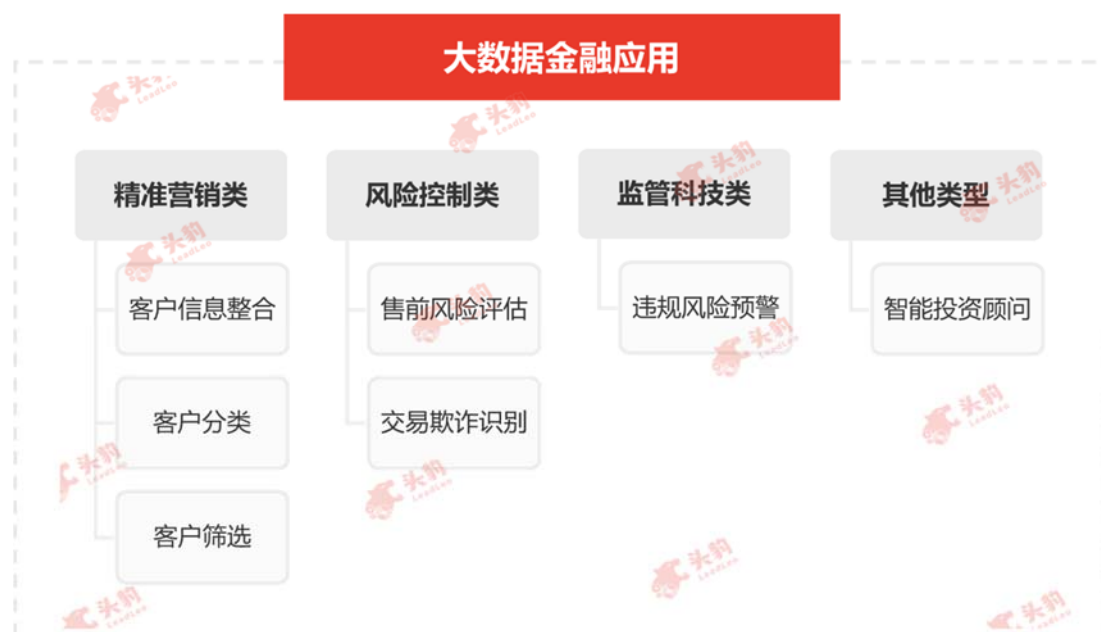 大数据金融应用
精准营销类
客户信息整合
客户分类
客户筛选
风险控制类
售前风险评估
交易欺诈识别
监管科技类
违规风险预警
其他类型
智能投资顾问
头豹
LeadLeo